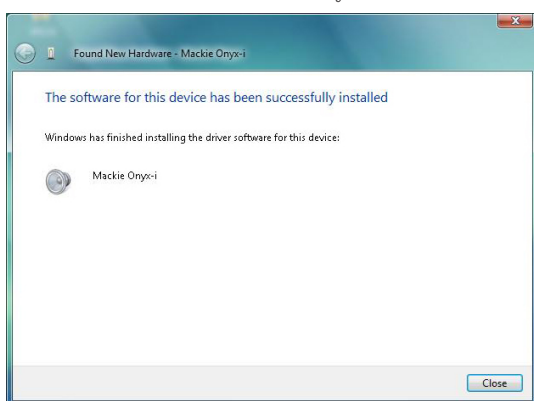 Found New Hardware - Mackie Onyx-i
The software for this device has been successfully installed
Windows has finished installing the driver software for this device:
Mackie Onyx-i
Close